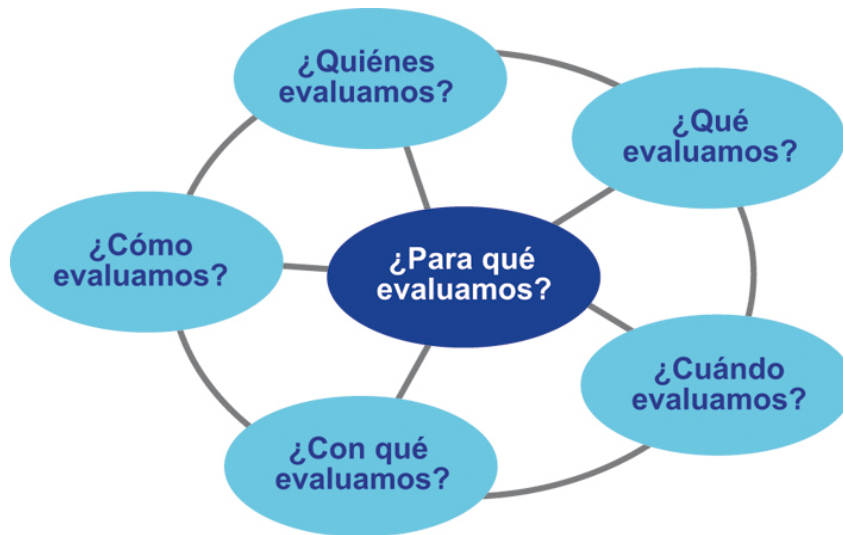 ¿Quiénes
evaluamos?
¿Qué
evaluamos?
¿Cómo
evaluamos?
¿Para qué
evaluamos?
¿Cuándo
evaluamos?
¿Con qué
evaluamos?